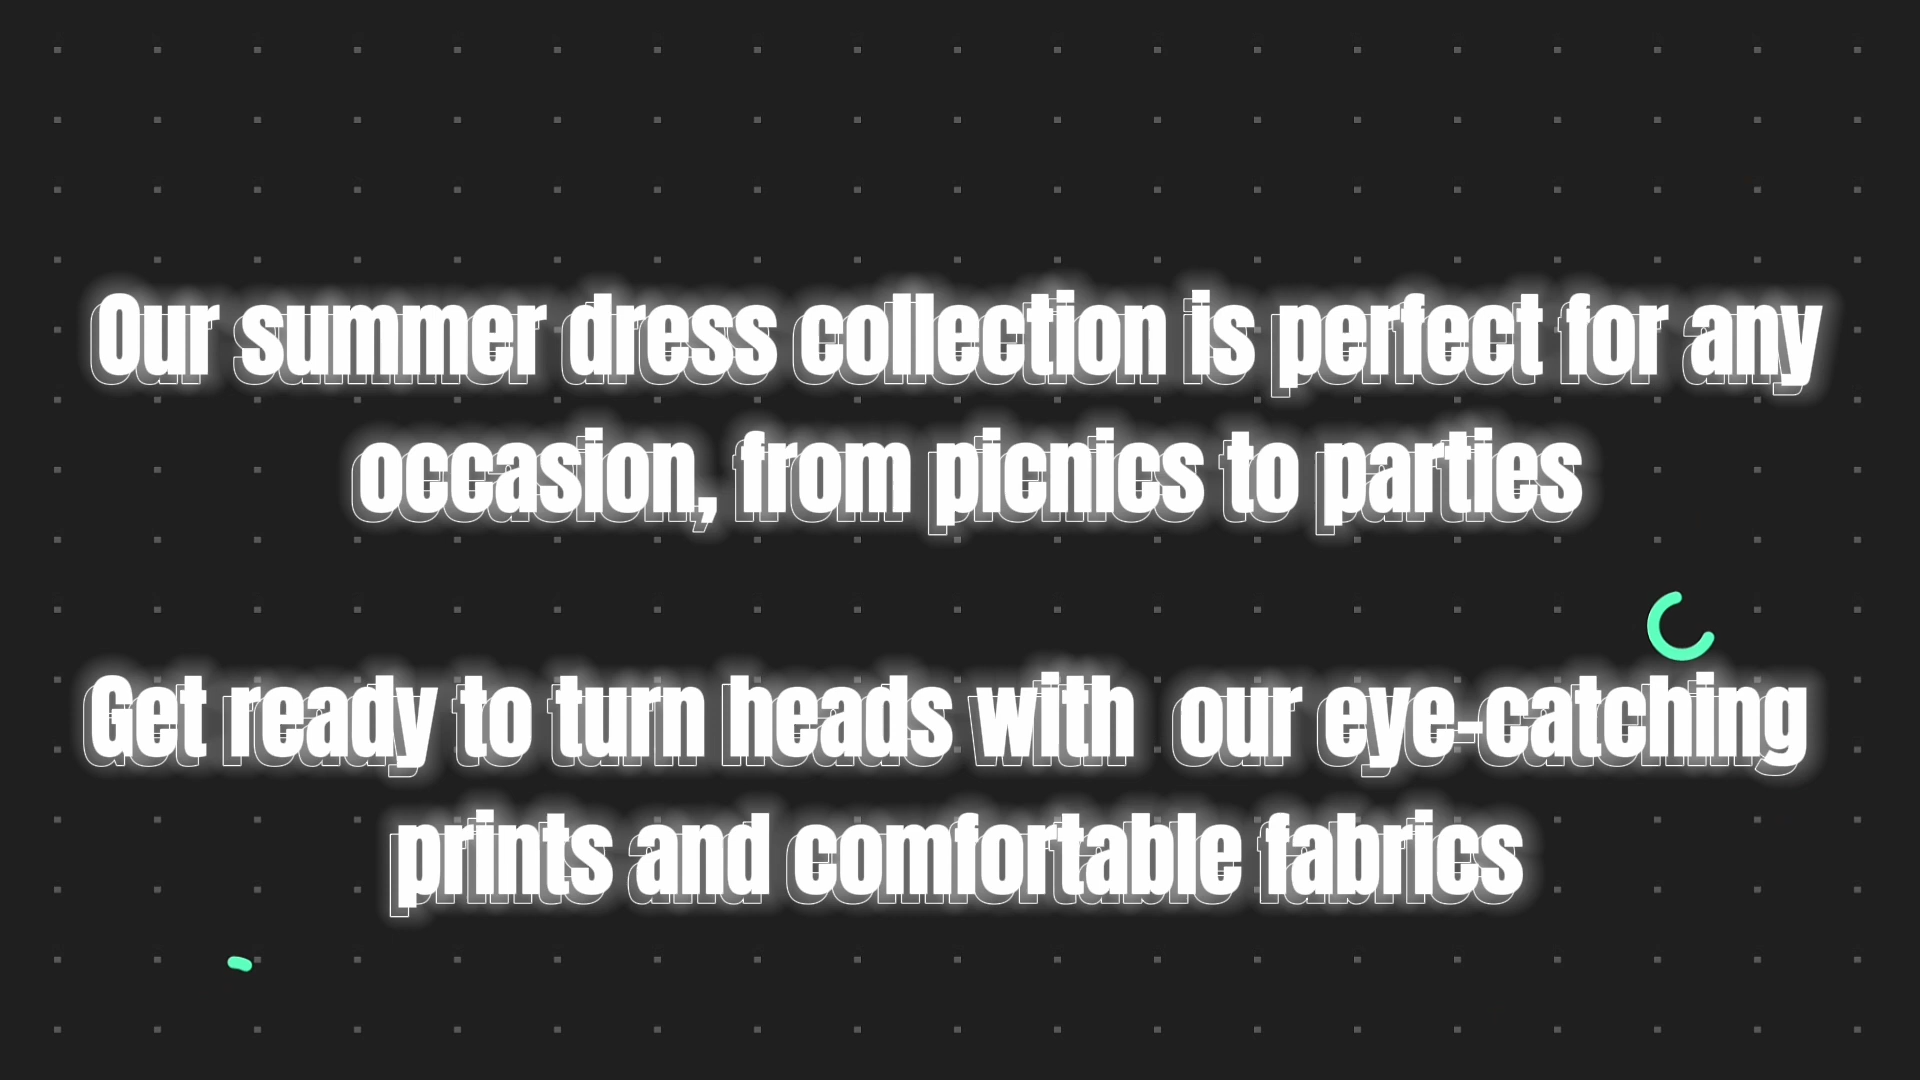 Our summer dress collection is perfect for any
occasion, from picnics to parties
Get ready to turn heads with  our eye-catching
prints and comfortable fabrics